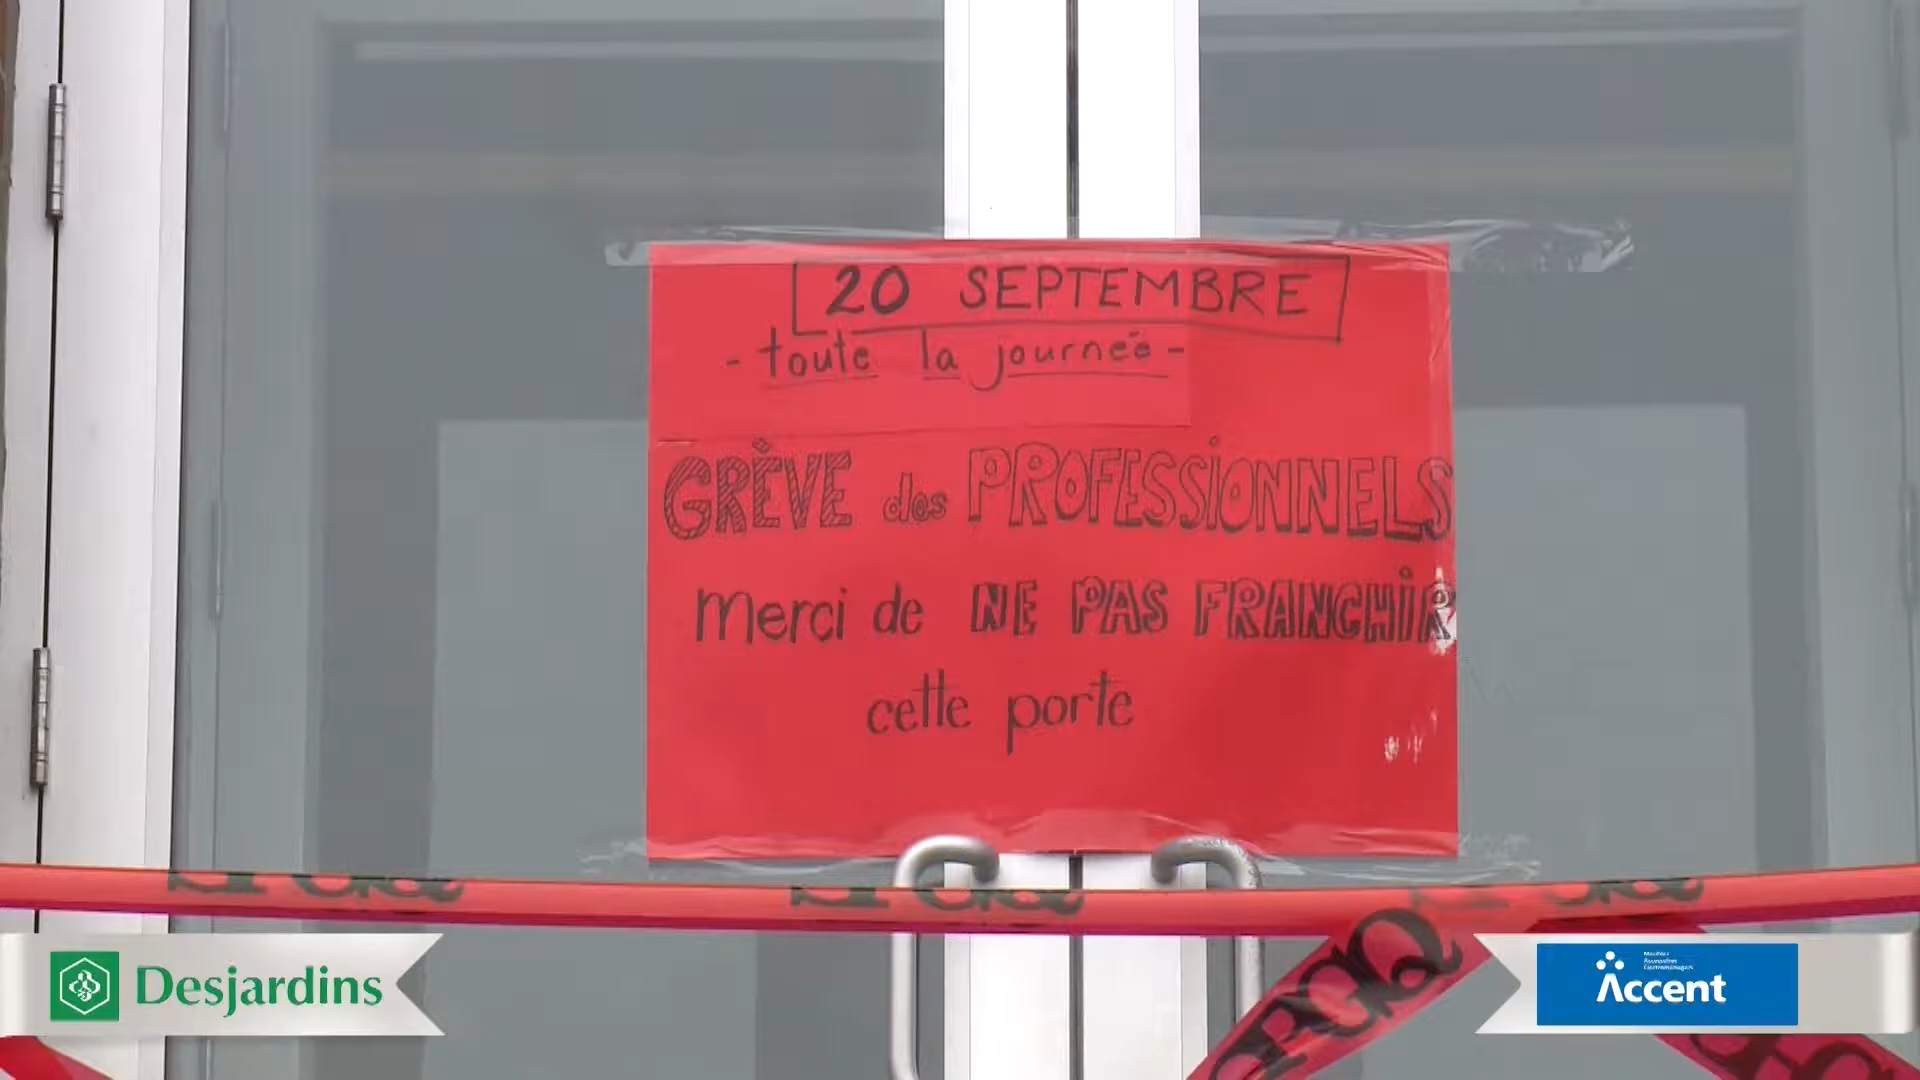 20 SEPTEMBRE
- toute la journée -
GRÈVE des PROFESSIONNELS
Merci de NE PAS FRANCHIR
cette porte
Desjardins
Accent